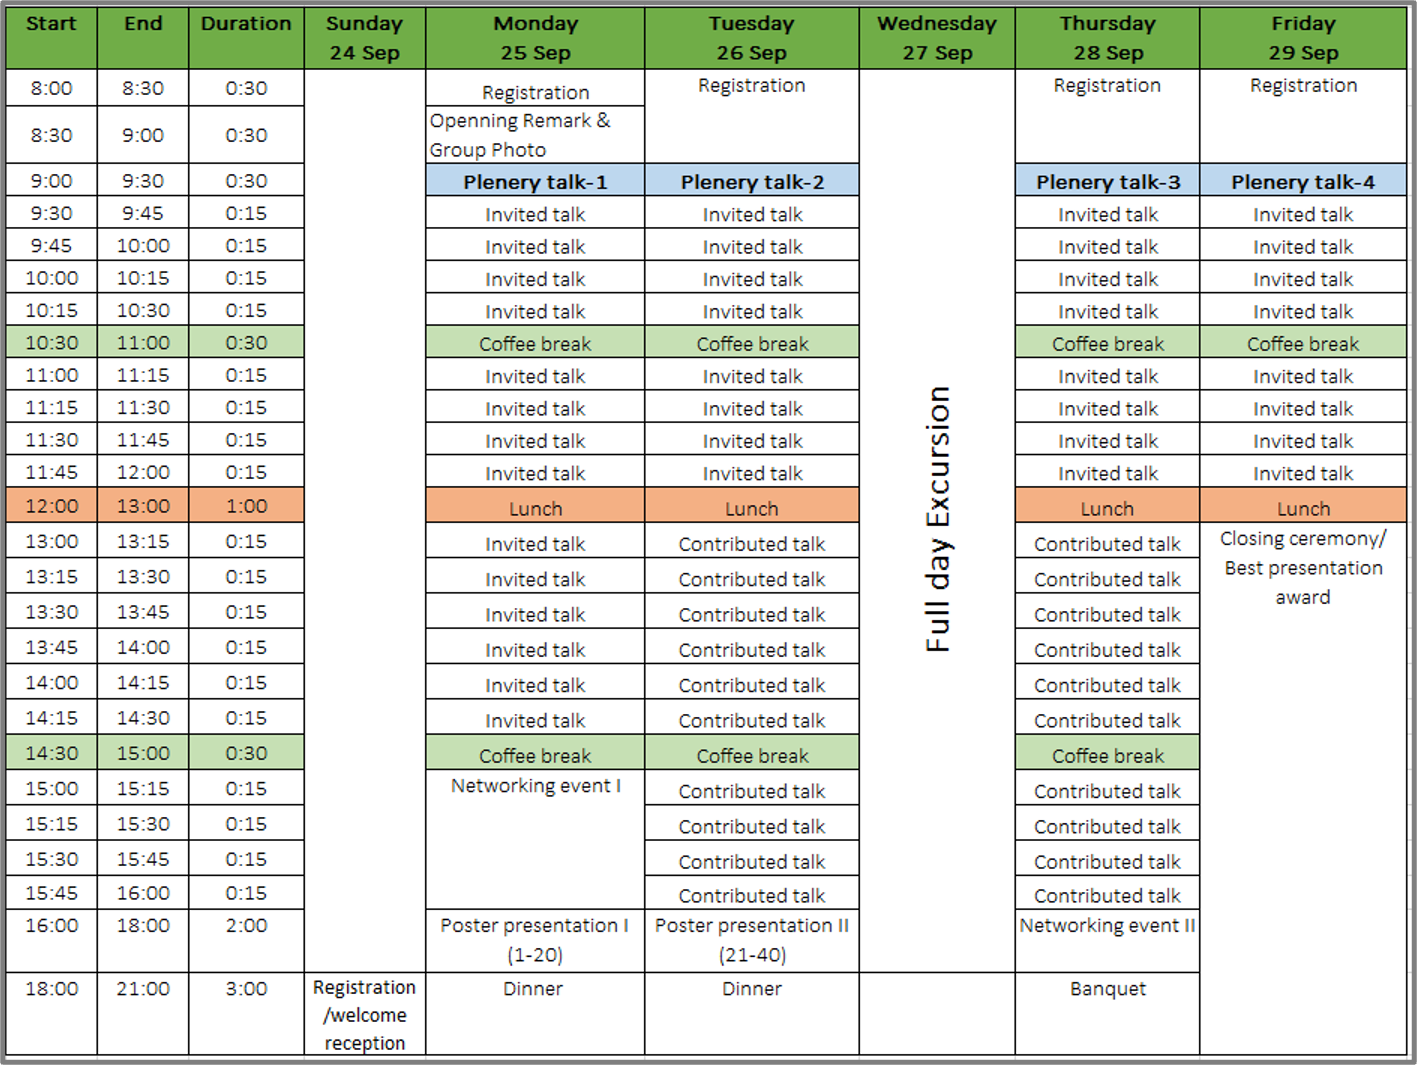 Start End Duration Sunday Monday Tuesday Wednesday Thursday Friday
24 Sep 25 Sep 26 Sep 27 Sep 28 Sep 29 Sep
8:00 8:30 0:30 Registration Registration Registration Registration
8:30 9:00 0:30 Openning Remark &
Group Photo
9:00 9:30 0:30 Plenery talk-1 Plenery talk-2 Plenery talk-3 Plenery talk-4
9:30 9:45 0:15 Invited talk Invited talk Invited talk Invited talk
9:45 10:00 0:15 Invited talk Invited talk Invited talk Invited talk
10:00 10:15 0:15 Invited talk Invited talk Invited talk Invited talk
10:15 10:30 0:15 Invited talk Invited talk Invited talk Invited talk
10:30 11:00 0:30 Coffee break Coffee break Coffee break Coffee break
11:00 11:15 0:15 Invited talk Invited talk Invited talk Invited talk
11:15 11:30 0:15 Invited talk Invited talk Invited talk Invited talk
11:30 11:45 0:15 Invited talk Invited talk Invited talk Invited talk
11:45 12:00 0:15 Invited talk Invited talk Invited talk Invited talk
12:00 13:00 1:00 Lunch Lunch Lunch Lunch
Full day Excursion
13:00 13:15 0:15 Invited talk Contributed talk Contributed talk Closing ceremony/
13:15 13:30 0:15 Invited talk Contributed talk Contributed talk Best presentation
award
13:30 13:45 0:15 Invited talk Contributed talk Contributed talk
13:45 14:00 0:15 Invited talk Contributed talk Contributed talk
14:00 14:15 0:15 Invited talk Contributed talk Contributed talk
14:15 14:30 0:15 Invited talk Contributed talk Contributed talk
14:30 15:00 0:30 Coffee break Coffee break Coffee break
15:00 15:15 0:15 Networking event I Contributed talk Contributed talk
15:15 15:30 0:15 Contributed talk Contributed talk
15:30 15:45 0:15 Contributed talk Contributed talk
15:45 16:00 0:15 Contributed talk Contributed talk
16:00 18:00 2:00 Poster presentation I Poster presentation II Networking event II
(1-20) (21-40)
18:00 21:00 3:00 Registration Dinner Dinner Banquet
/welcome
reception